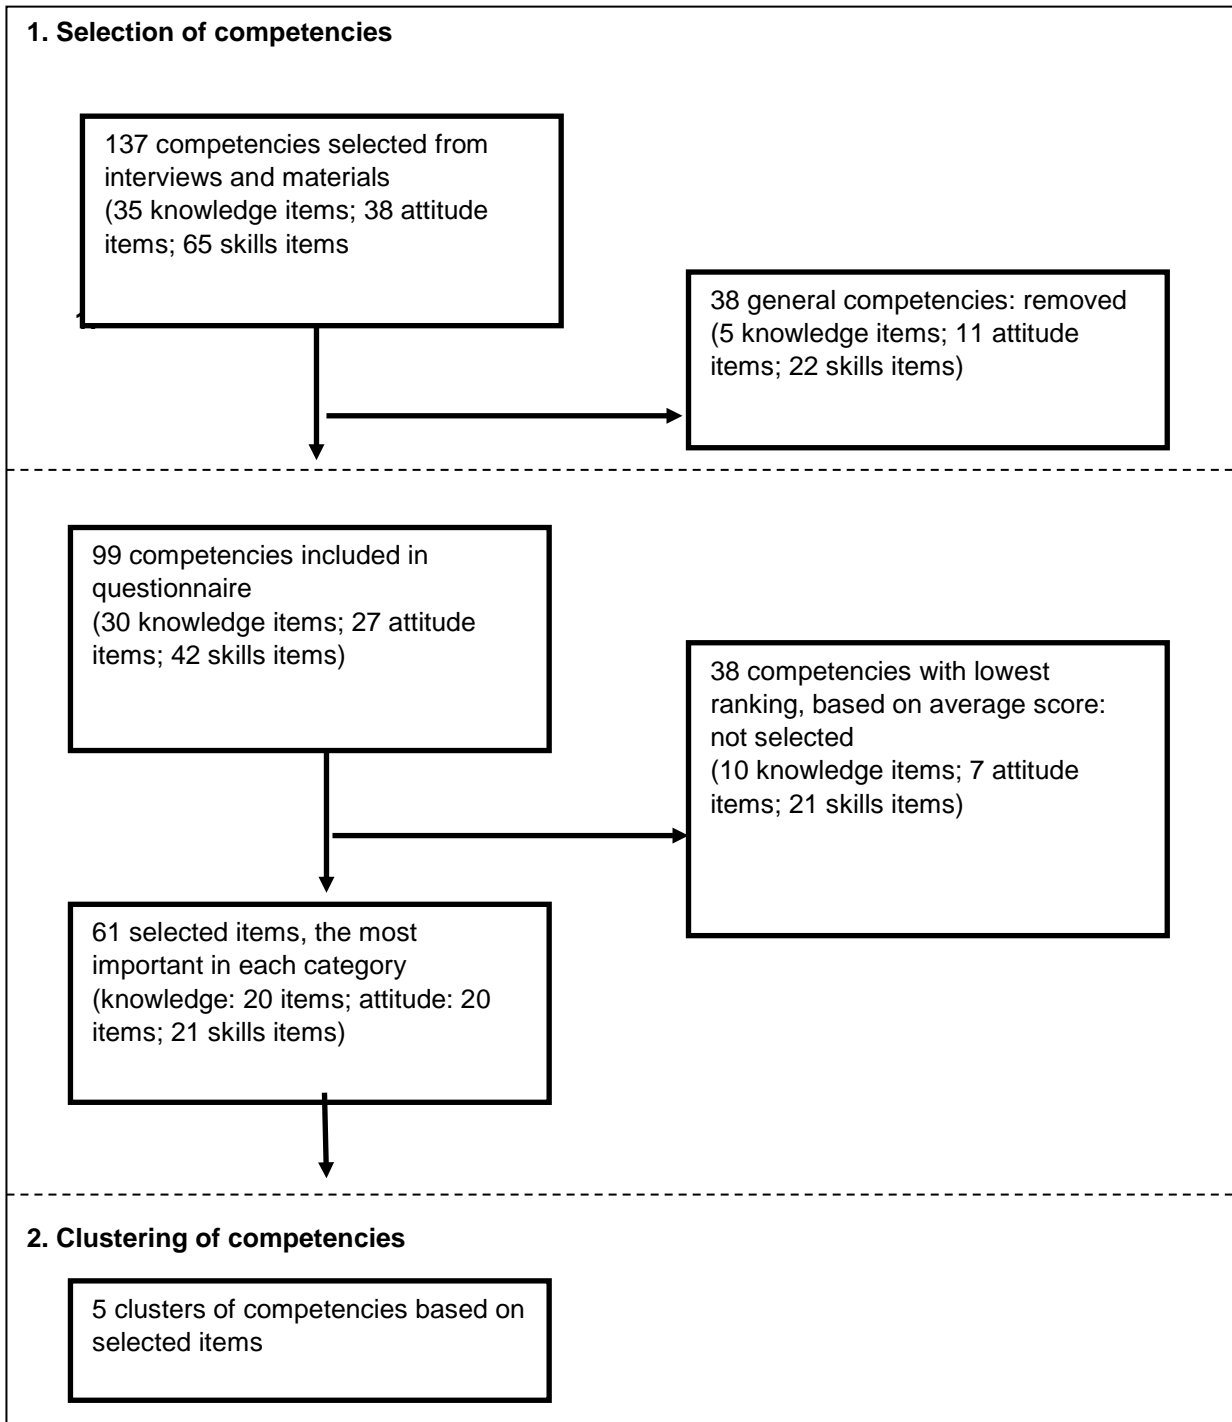 1. Selection of competencies
137 competencies selected from
interviews and materials
(35 knowledge items; 38 attitude
items; 65 skills items
38 general competencies: removed
(5 knowledge items; 11 attitude
items; 22 skills items)
99 competencies included in
questionnaire
(30 knowledge items; 27 attitude
items; 42 skills items)
38 competencies with lowest
ranking, based on average score:
not selected
(10 knowledge items; 7 attitude
items; 21 skills items)
61 selected items, the most
important in each category
(knowledge: 20 items; attitude: 20
items; 21 skills items)
2. Clustering of competencies
5 clusters of competencies based on
selected items